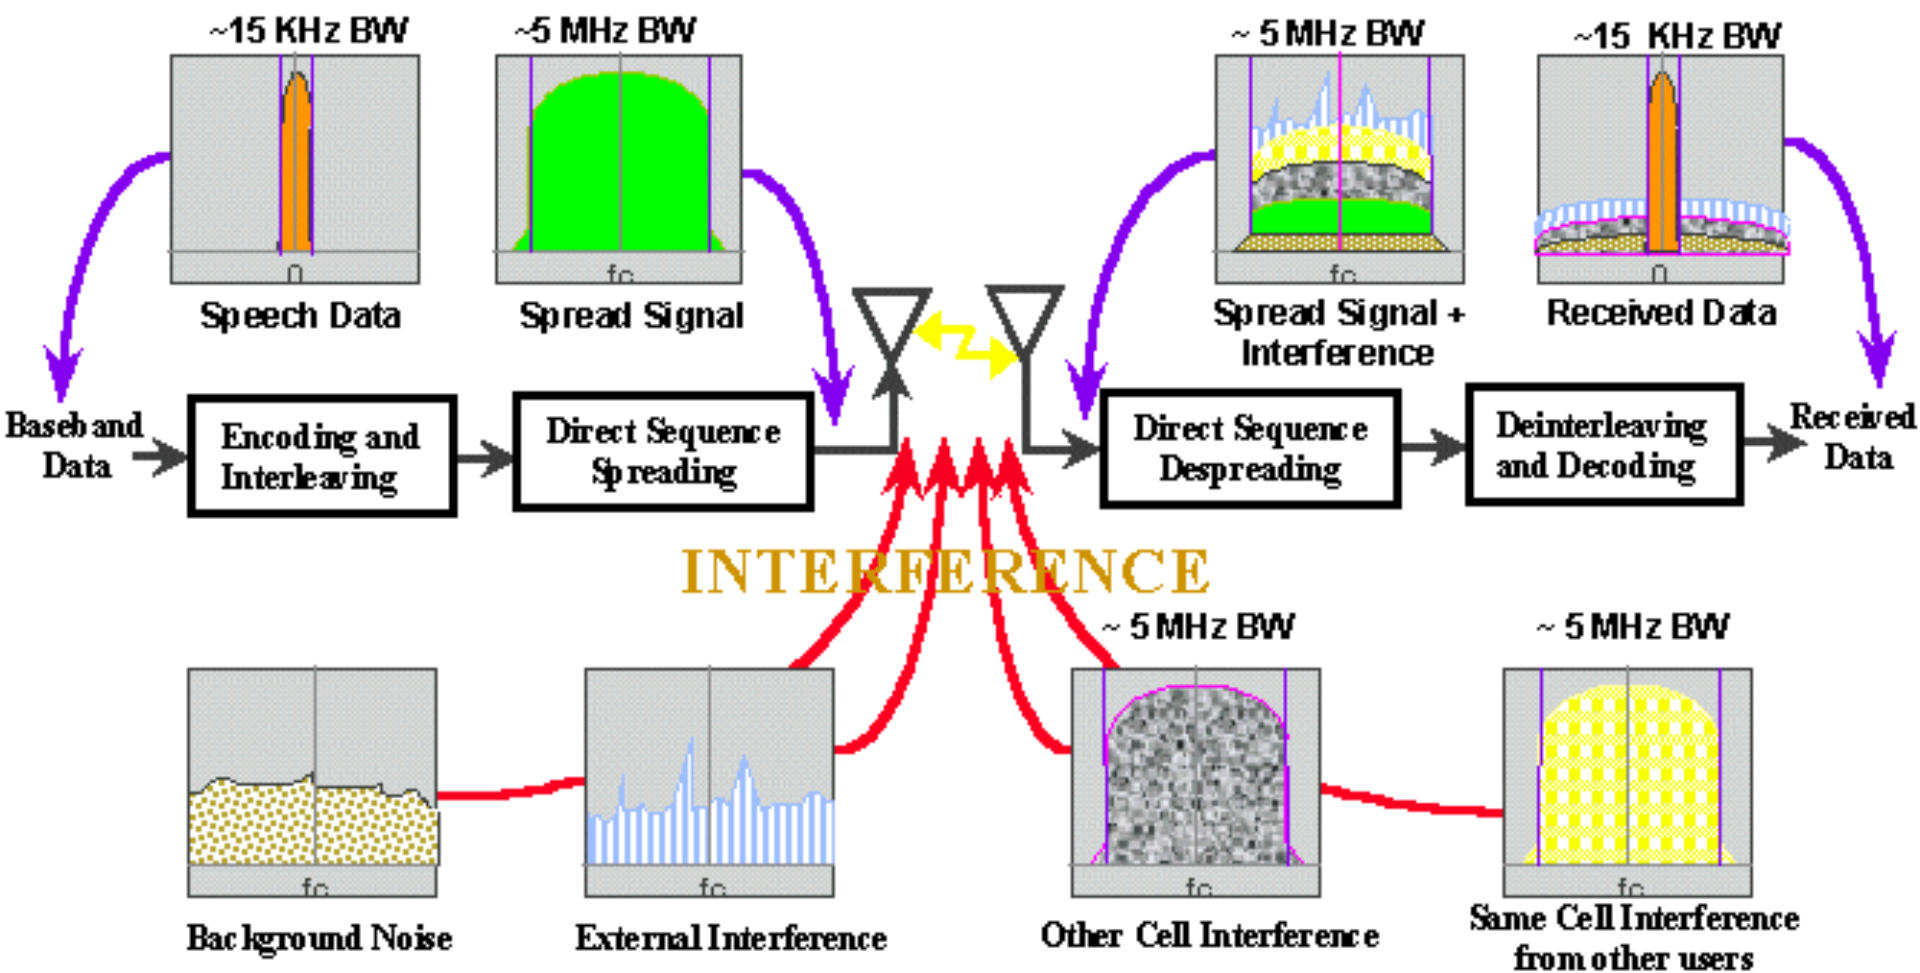 ~15 KHz BW
~5 MHz BW
~ 5 MHz BW
~15 KHz BW
0
fc
fc
0
Speech Data
Spread Signal
Spread Signal +
Interference
Received Data
Baseband
Data
Encoding and
Interleaving
Direct Sequence
Spreading
Direct Sequence
Despreading
Deinterleaving
and Decoding
Received
Data
INTERFERENCE
~ 5 MHz BW
~ 5 MHz BW
fc
fc
fc
fc
Background Noise
External Interference
Other Cell Interference
Same Cell Interference
from other users